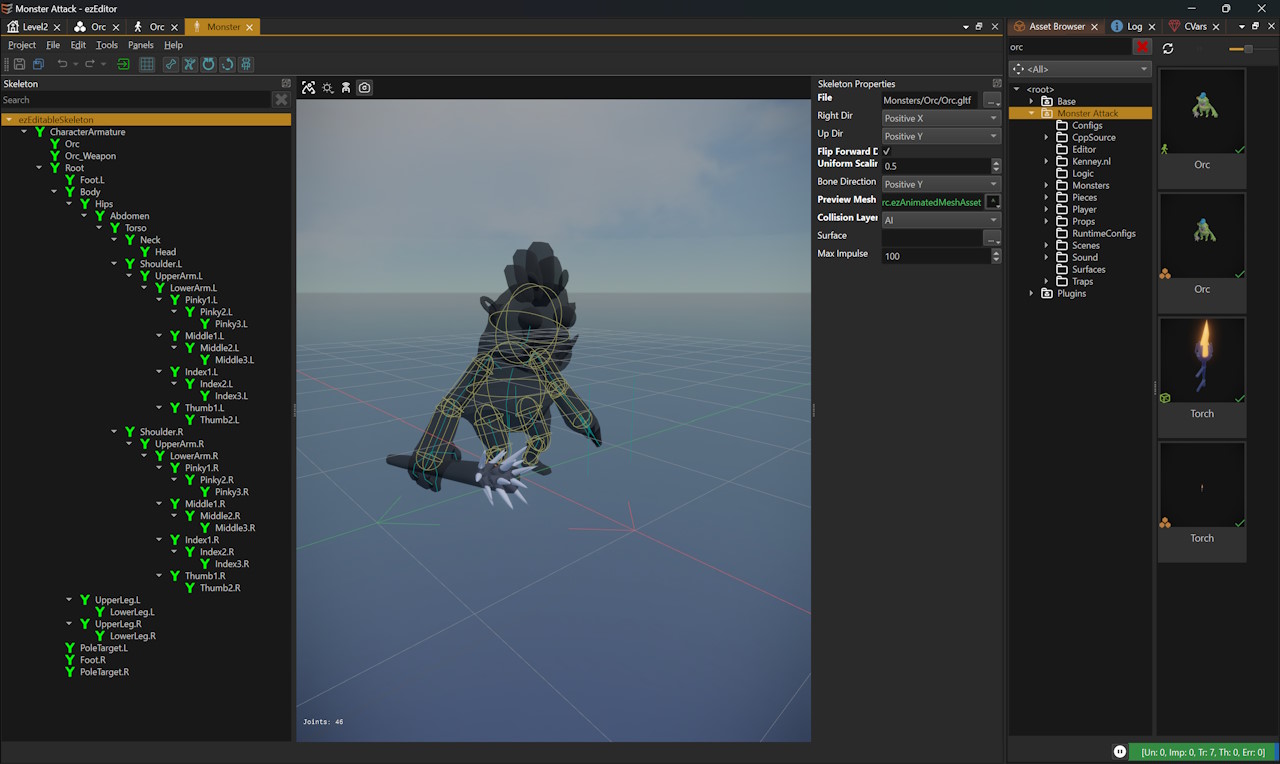 Monster Attack - ezEditor
Level2
Orc
Orc
Monster
Project File Edit Tools Panels Help
Skeleton
Search
ezEditableSkeleton
CharacterArmature
Orc
Orc_Weapon
Root
Foot.L
Body
Hips
Abdomen
Torso
Neck
Head
Shoulder.L
UpperArm.L
LowerArm.L
Pinky1.L
Pinky2.L
Pinky3.L
Middle1.L
Middle2.L
Middle3.L
Index1.L
Index2.L
Index3.L
Thumb1.L
Thumb2.L
Shoulder.R
UpperArm.R
LowerArm.R
Pinky1.R
Pinky2.R
Pinky3.R
Middle1.R
Middle2.R
Middle3.R
Index1.R
Index2.R
Index3.R
Thumb1.R
Thumb2.R
UpperLeg.L
LowerLeg.L
UpperLeg.R
LowerLeg.R
PoleTarget.L
Foot.R
PoleTarget.R
Joints: 46
Skeleton Properties
File Monsters/Orc/Orc.gltf ...
Right Dir Positive X
Up Dir Positive Y
Flip Forward D
Uniform Scalin 0.5
Bone Direction Positive Y
Preview Mesh rc.ezAnimatedMeshAsset
Collision Layer AI
Surface ...
Max Impulse 100
Asset Browser
Log
CVars
orc
<All>
<root>
Base
Monster Attack
Configs
CppSource
Editor
Kenney.nl
Logic
Monsters
Pieces
Player
Props
RuntimeConfigs
Scenes
Sound
Surfaces
Traps
Plugins
Orc
Orc
Torch
Torch
[Un: 0, Imp: 0, Tr: 7, Th: 0, Err: 0]